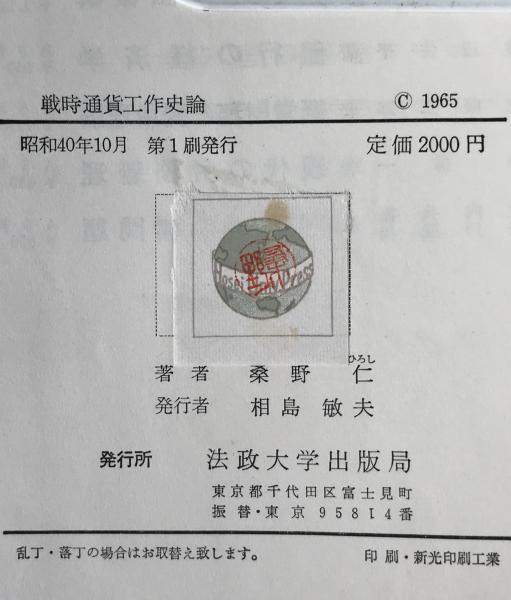 戦時通貨工作史論 © 1965
昭和40年10月 第1刷発行 定価2000円
Hosei Univ Press
著者 桑野 仁
ひろし
発行者 相島敏夫
発行所 法政大学出版局
東京都千代田区富士見町
振替・東京95814番
乱丁・落丁の場合はお取替え致します。 印刷・新光印刷工業